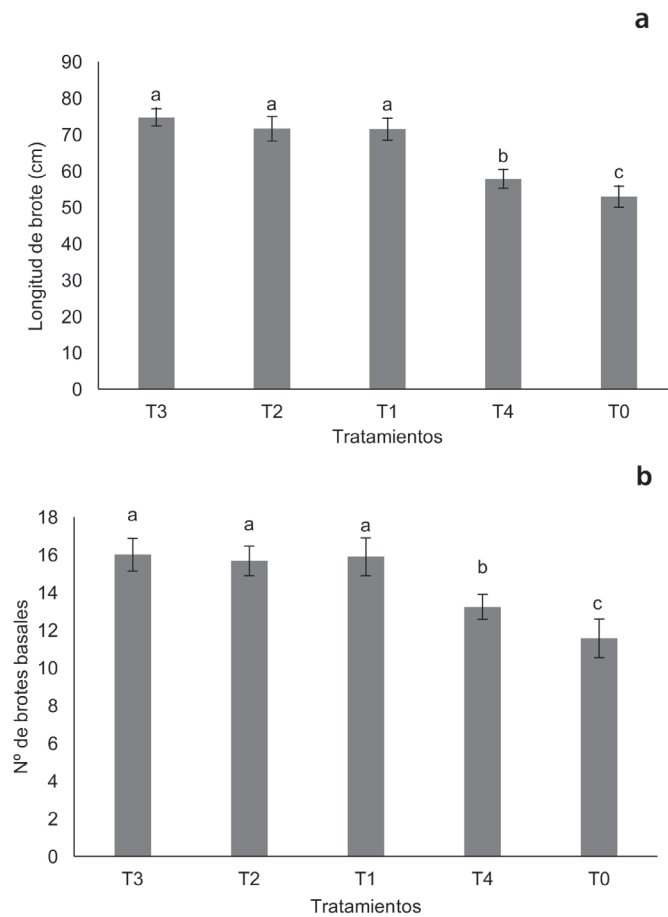 a
90
80
70
60
50
40
30
20
10
0
Longitud de brote (cm)
a a a b c
T3 T2 T1 T4 T0
Tratamientos
b
18
16
14
12
10
8
6
4
2
0
Nº de brotes basales
a a a b c
T3 T2 T1 T4 T0
Tratamientos